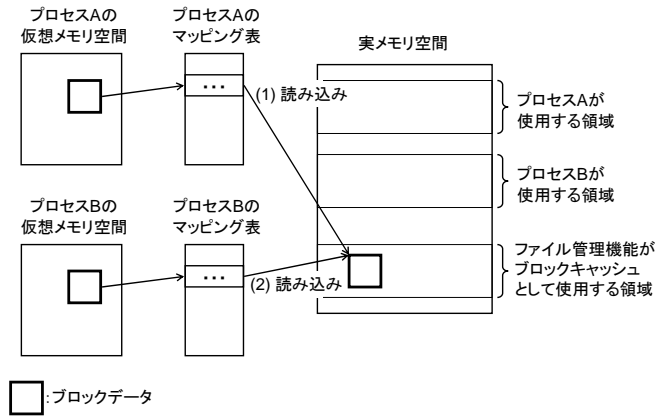 プロセスAの
仮想メモリ空間
プロセスAの
マッピング表
実メモリ空間
…
(1) 読み込み
プロセスAが
使用する領域
プロセスBが
使用する領域
プロセスBの
仮想メモリ空間
プロセスBの
マッピング表
…
(2) 読み込み
ファイル管理機能が
ブロックキャッシュ
として使用する領域
:ブロックデータ